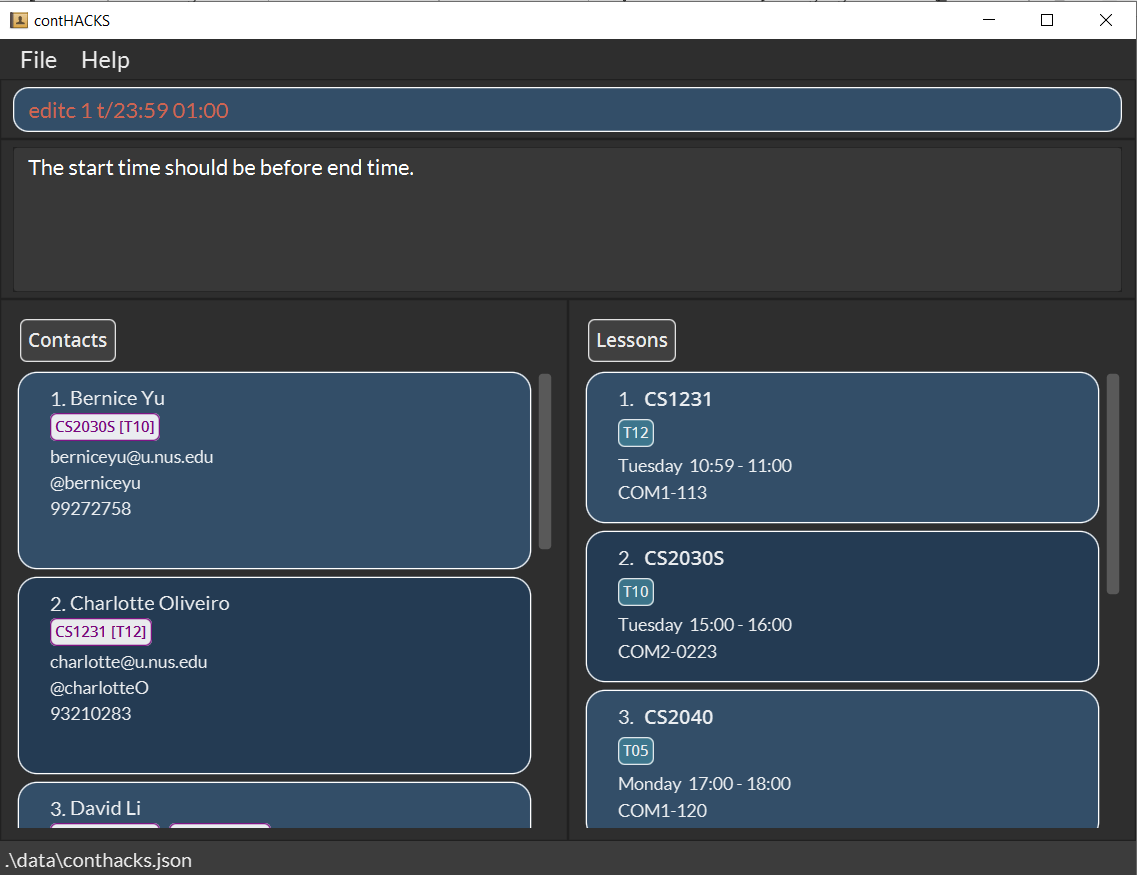 contHACKS
File Help
editc 1 t/23:59 01:00
The start time should be before end time.
Contacts
1. Bernice Yu
CS2030S [T10]
berniceyu@u.nus.edu
@berniceyu
99272758
2. Charlotte Oliveiro
CS1231 [T12]
charlotte@u.nus.edu
@charlotteO
93210283
3. David Li
Lessons
1. CS1231
T12
Tuesday 10:59 - 11:00
COM1-113
2. CS2030S
T10
Tuesday 15:00 - 16:00
COM2-0223
3. CS2040
T05
Monday 17:00 - 18:00
COM1-120
.\data\conthacks.json